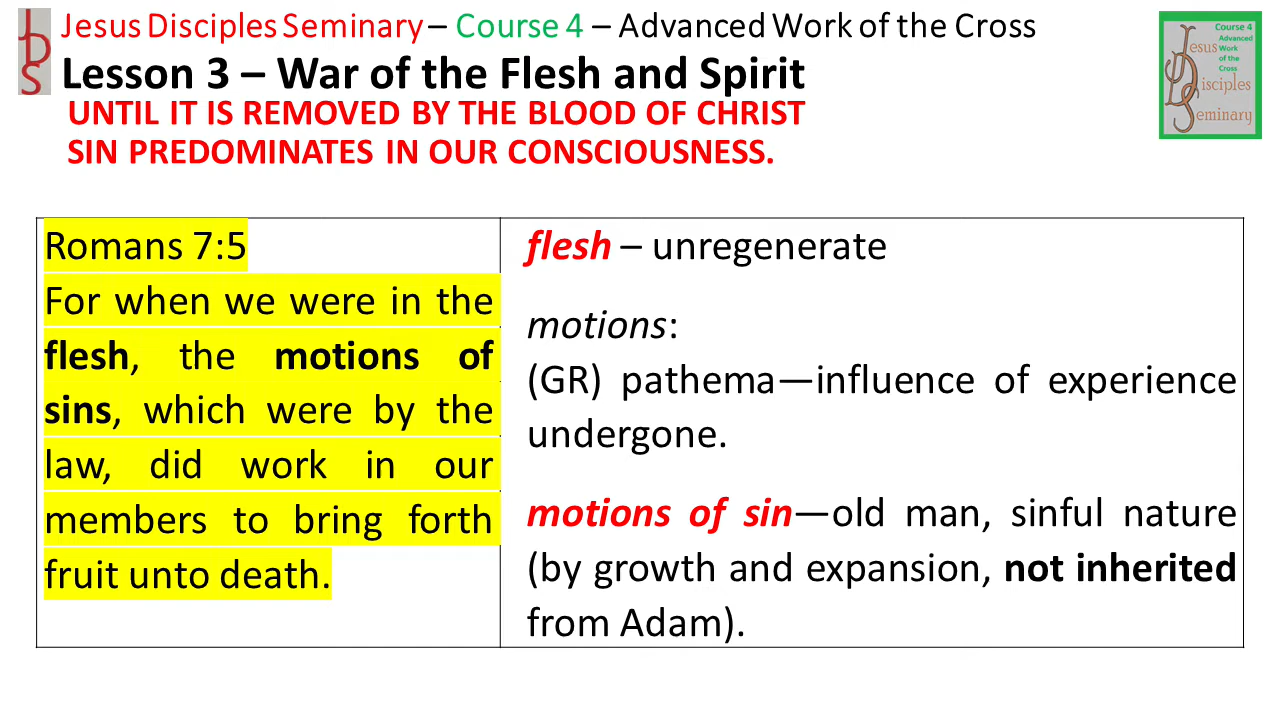 JDS
Jesus Disciples Seminary – Course 4 – Advanced Work of the Cross
Lesson 3 – War of the Flesh and Spirit
UNTIL IT IS REMOVED BY THE BLOOD OF CHRIST
SIN PREDOMINATES IN OUR CONSCIOUSNESS.
Course 4
Advanced
Work
of the
Cross
Jesus
Disciples
Seminary
Romans 7:5
For when we were in the
flesh, the motions of
sins, which were by the
law, did work in our
members to bring forth
fruit unto death.
flesh – unregenerate
motions:
(GR) pathema—influence of experience
undergone.
motions of sin—old man, sinful nature
(by growth and expansion, not inherited
from Adam).